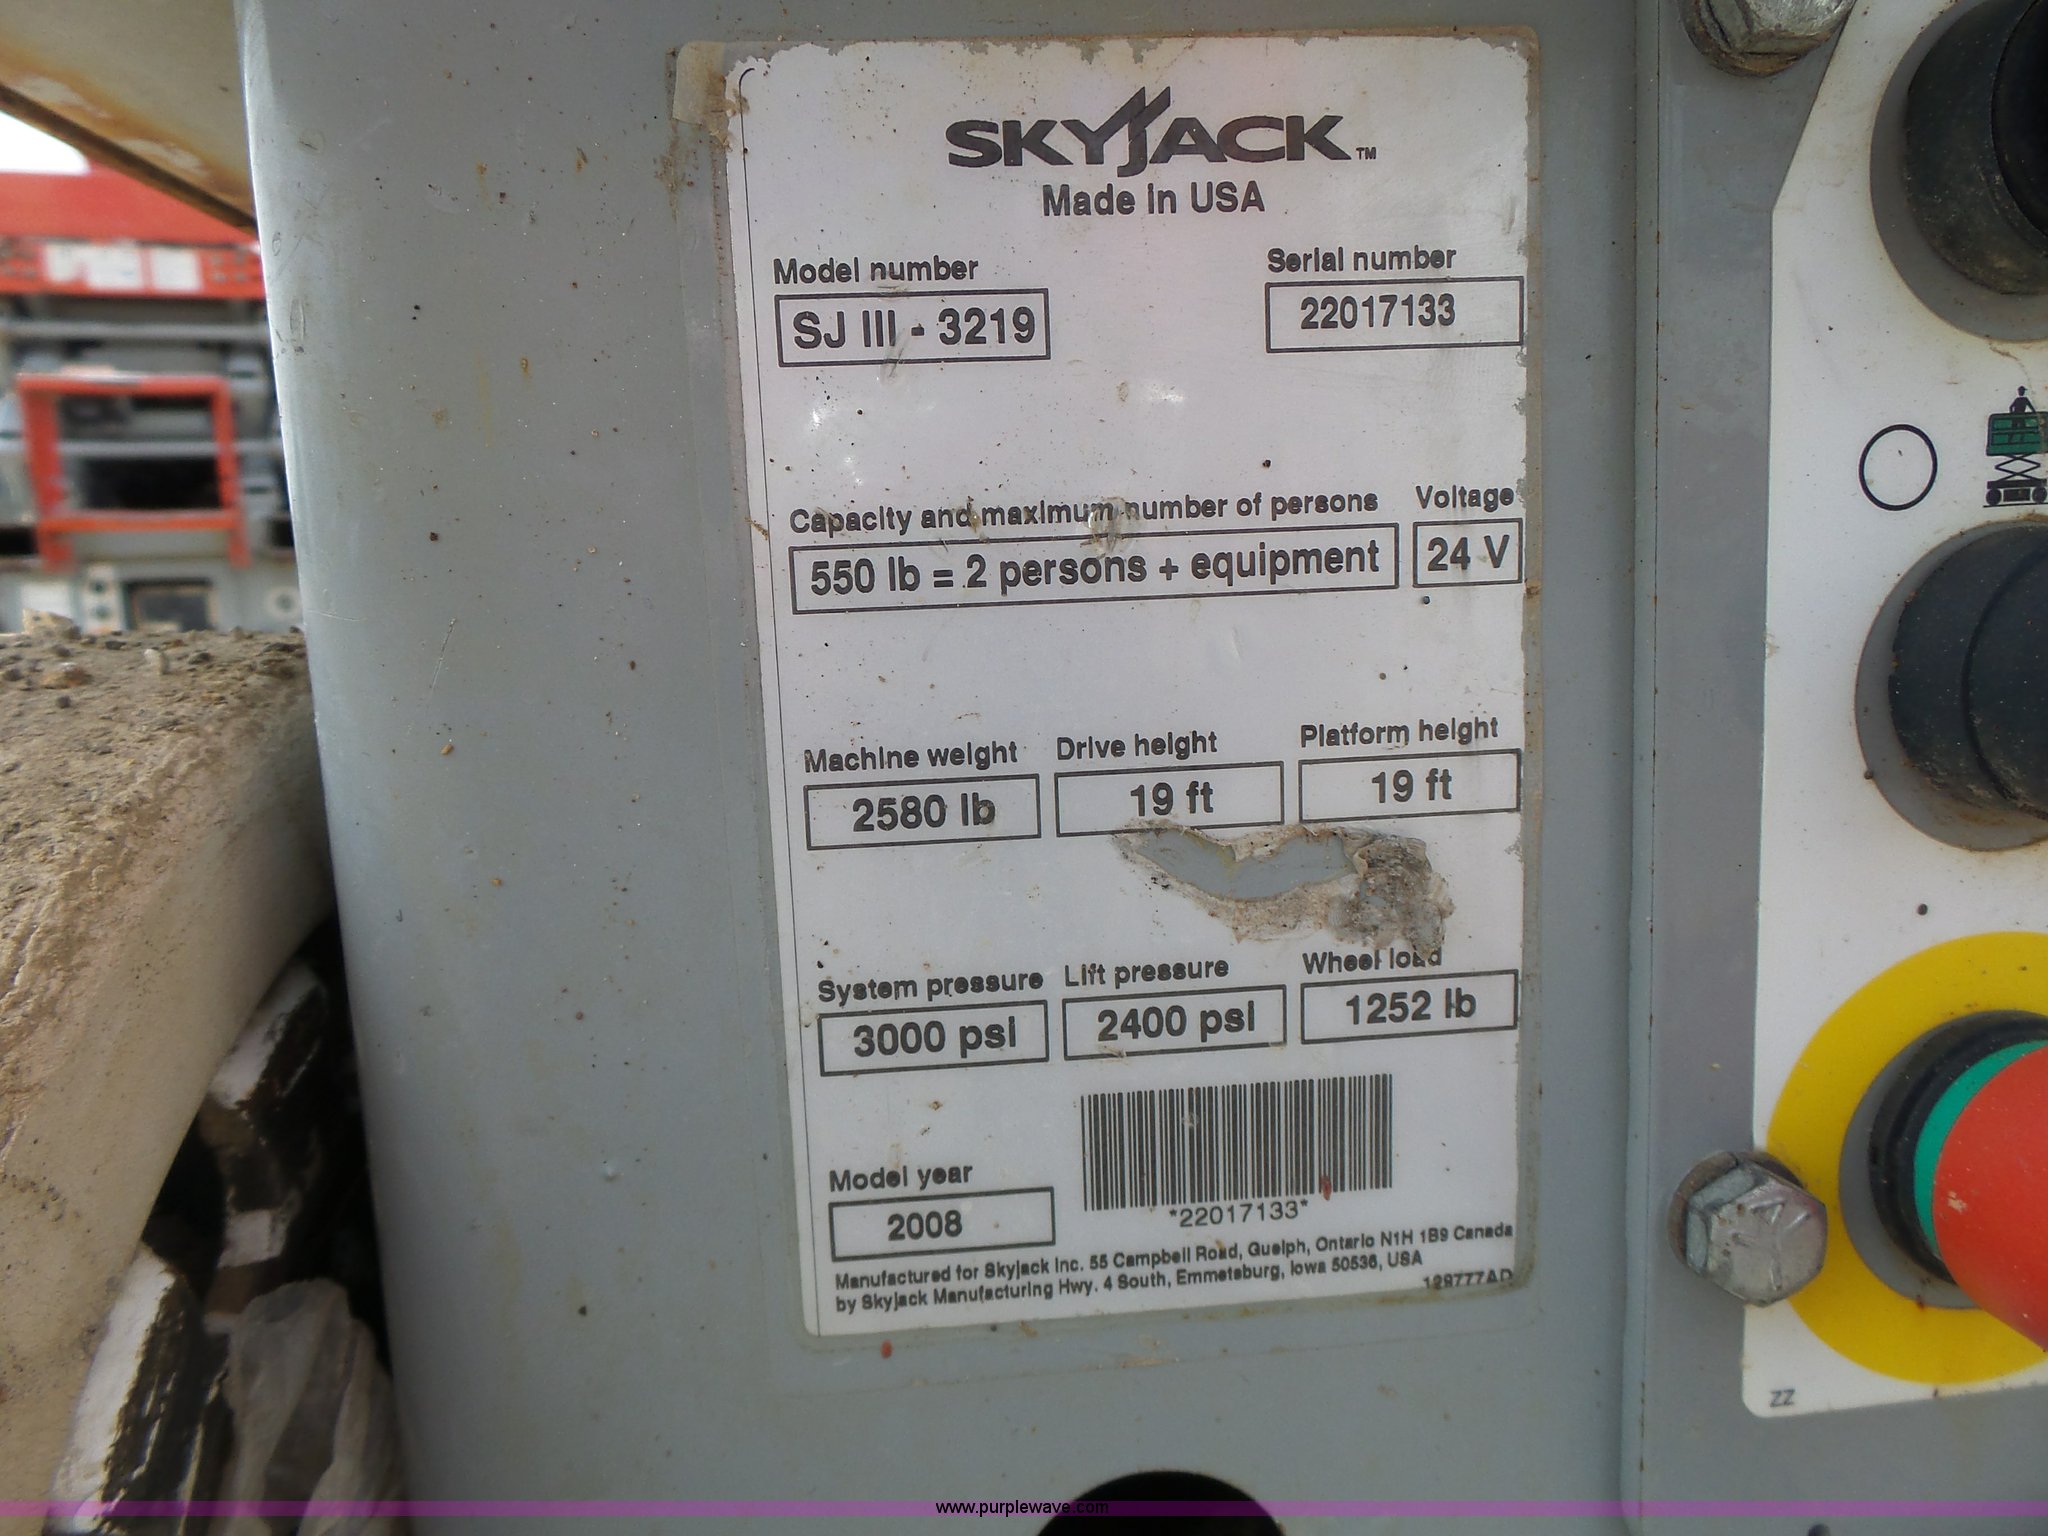 SKYJACK™
Made in USA
Model number
Serial number
SJ III - 3219
22017133
Capacity and maximum number of persons
Voltage
550 lb = 2 persons + equipment
24 V
Machine weight
Drive height
Platform height
2580 lb
19 ft
19 ft
System pressure
Lift pressure
Wheel load
3000 psi
2400 psi
1252 lb
Model year
2008
*22017133*
Manufactured for Skyjack Inc. 55 Campbell Road, Guelph, Ontario N1H 1B9 Canada
by Skyjack Manufacturing Hwy. 4 South, Emmetsburg, Iowa 50536, USA
129777AD
ZZ
www.purplewave.com